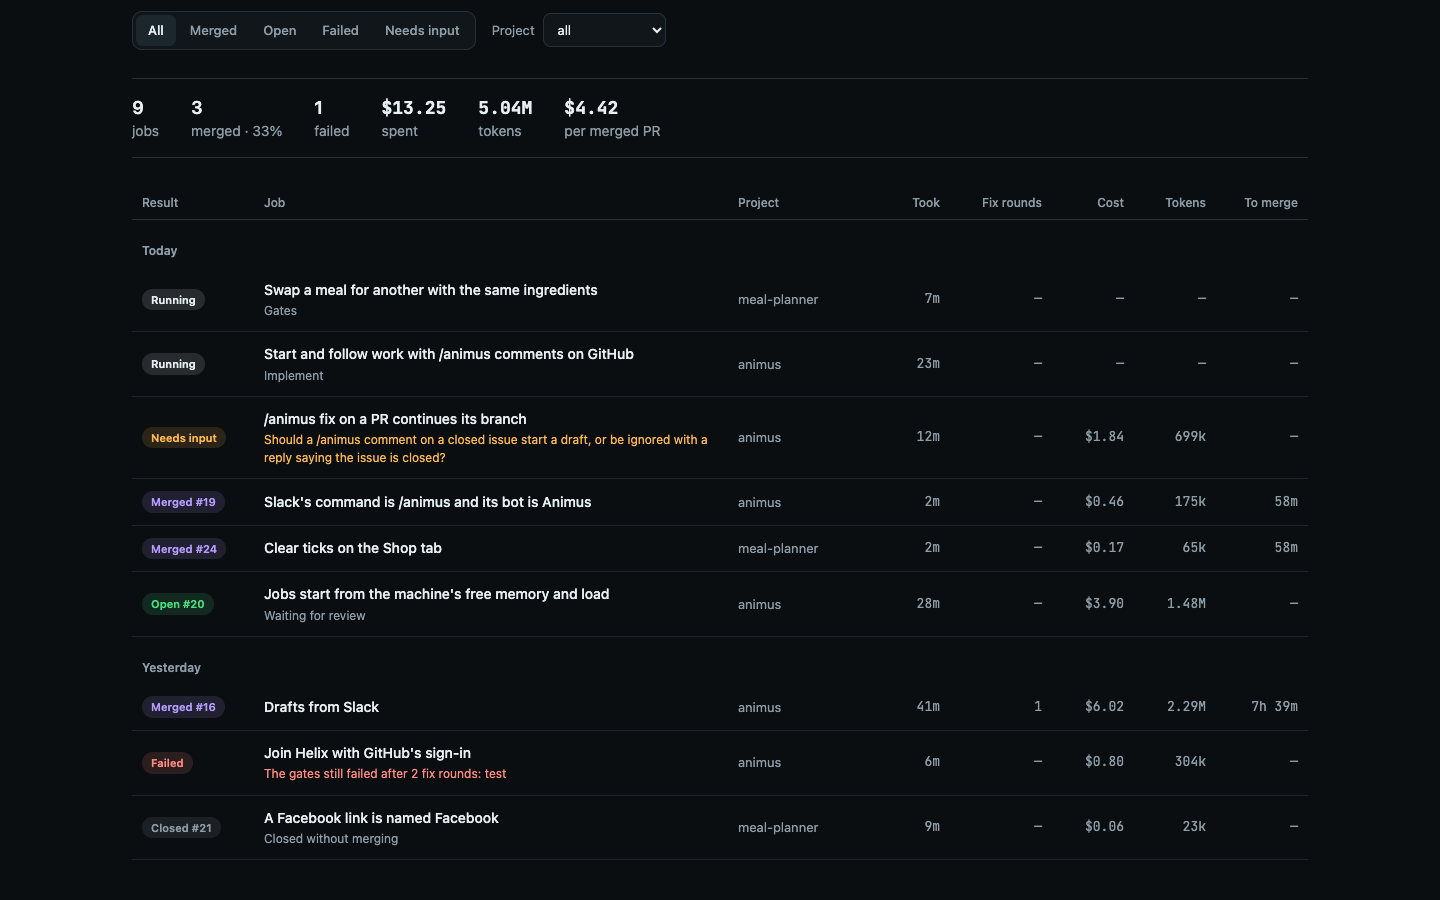 All Merged Open Failed Needs input Project all
9 3 1 $13.25 5.04M $4.42
jobs merged · 33% failed spent tokens per merged PR
Result Job Project Took Fix rounds Cost Tokens To merge
Today
Running Swap a meal for another with the same ingredients meal-planner 7m – – – –
Gates
Running Start and follow work with /animus comments on GitHub animus 23m – – – –
Implement
Needs input /animus fix on a PR continues its branch animus 12m – $1.84 699k –
Should a /animus comment on a closed issue start a draft, or be ignored with a
reply saying the issue is closed?
Merged #19 Slack's command is /animus and its bot is Animus animus 2m – $0.46 175k 58m
Merged #24 Clear ticks on the Shop tab meal-planner 2m – $0.17 65k 58m
Open #20 Jobs start from the machine's free memory and load animus 28m – $3.90 1.48M –
Waiting for review
Yesterday
Merged #16 Drafts from Slack animus 41m 1 $6.02 2.29M 7h 39m
Failed Join Helix with GitHub's sign-in animus 6m – $0.80 304k –
The gates still failed after 2 fix rounds: test
Closed #21 A Facebook link is named Facebook meal-planner 9m – $0.06 23k –
Closed without merging